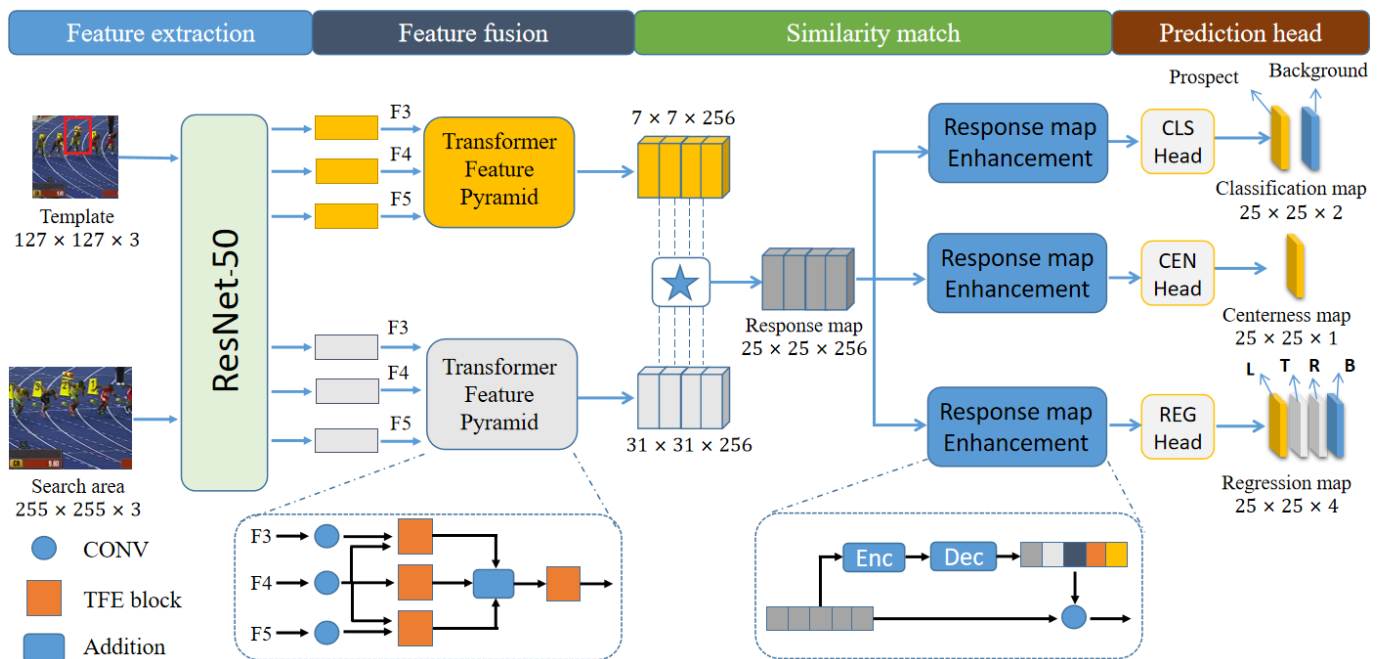 Feature extraction
Feature fusion
Similarity match
Prediction head
Template
127 × 127 × 3
Search area
255 × 255 × 3
ResNet-50
F3
F4
F5
Transformer
Feature
Pyramid
F3
F4
F5
Transformer
Feature
Pyramid
7 × 7 × 256
31 × 31 × 256
Response map
25 × 25 × 256
Response map
Enhancement
Response map
Enhancement
Response map
Enhancement
CLS
Head
CEN
Head
REG
Head
Prospect
Background
Classification map
25 × 25 × 2
Centerness map
25 × 25 × 1
L T R B
Regression map
25 × 25 × 4
CONV
TFE block
Addition
F3
F4
F5
Enc
Dec